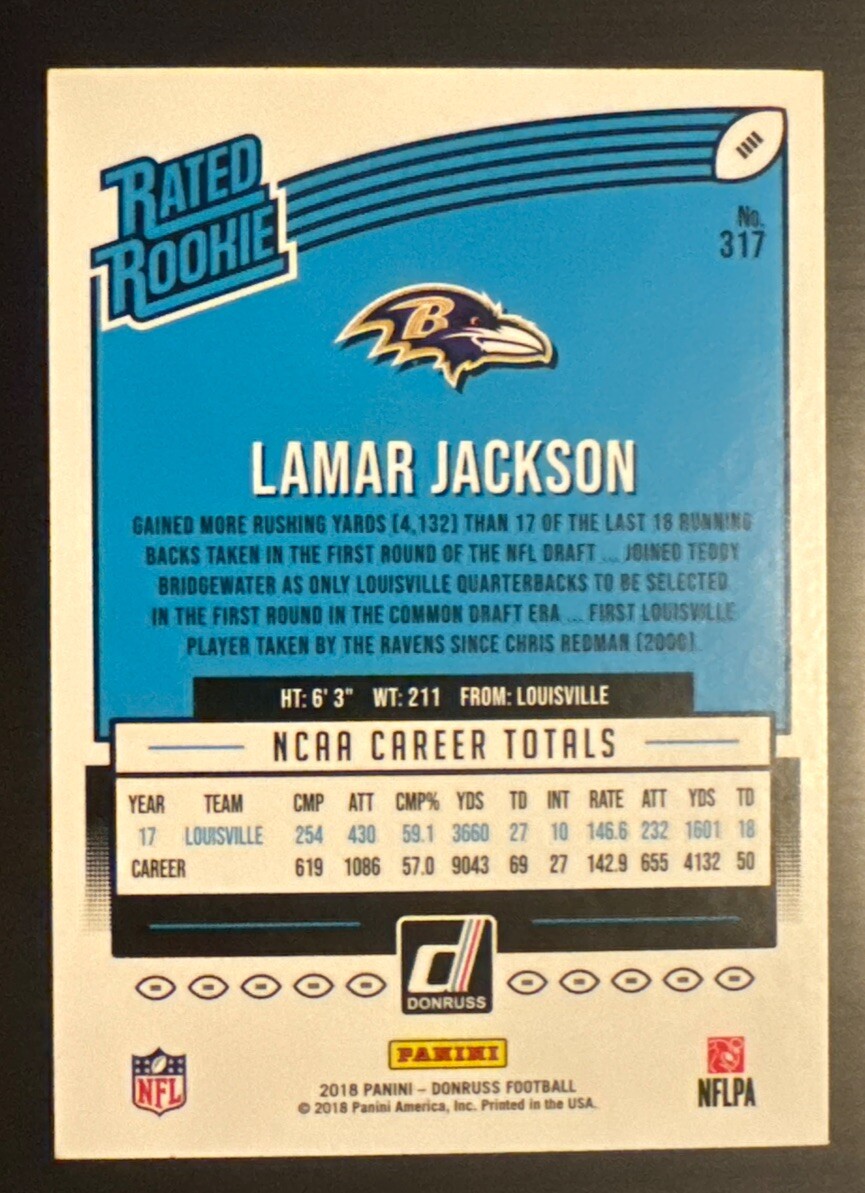 RATED
ROOKIE
No.
317
B
LAMAR JACKSON
GAINED MORE RUSHING YARDS [4,132] THAN 17 OF THE LAST 18 RUNNING
BACKS TAKEN IN THE FIRST ROUND OF THE NFL DRAFT ... JOINED TEDDY
BRIDGEWATER AS ONLY LOUISVILLE QUARTERBACKS TO BE SELECTED
IN THE FIRST ROUND IN THE COMMON DRAFT ERA ... FIRST LOUISVILLE
PLAYER TAKEN BY THE RAVENS SINCE CHRIS REDMAN [2000].
HT: 6' 3" WT: 211 FROM: LOUISVILLE
NCAA CAREER TOTALS
YEAR TEAM CMP ATT CMP% YDS TD INT RATE ATT YDS TD
17 LOUISVILLE 254 430 59.1 3660 27 10 146.6 232 1601 18
CAREER 619 1086 57.0 9043 69 27 142.9 655 4132 50
d
DONRUSS
PANINI
NFL
2018 PANINI – DONRUSS FOOTBALL
© 2018 Panini America, Inc. Printed in the USA.
NFLPA